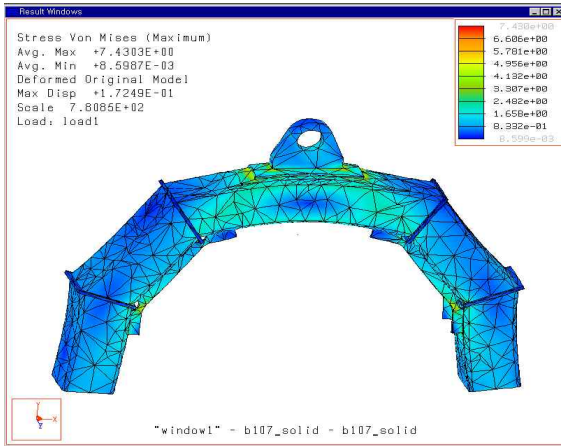 Result Windows
Stress Von Mises (Maximum)
Avg. Max +7.4303E+00
Avg. Min +8.5987E-03
Deformed Original Model
Max Disp +1.7249E-01
Scale 7.8085E+02
Load: load1
7.430e+00
6.606e+00
5.781e+00
4.956e+00
4.132e+00
3.307e+00
2.482e+00
1.658e+00
8.332e-01
8.599e-03
Y
X
Z
"window1" - b107_solid - b107_solid